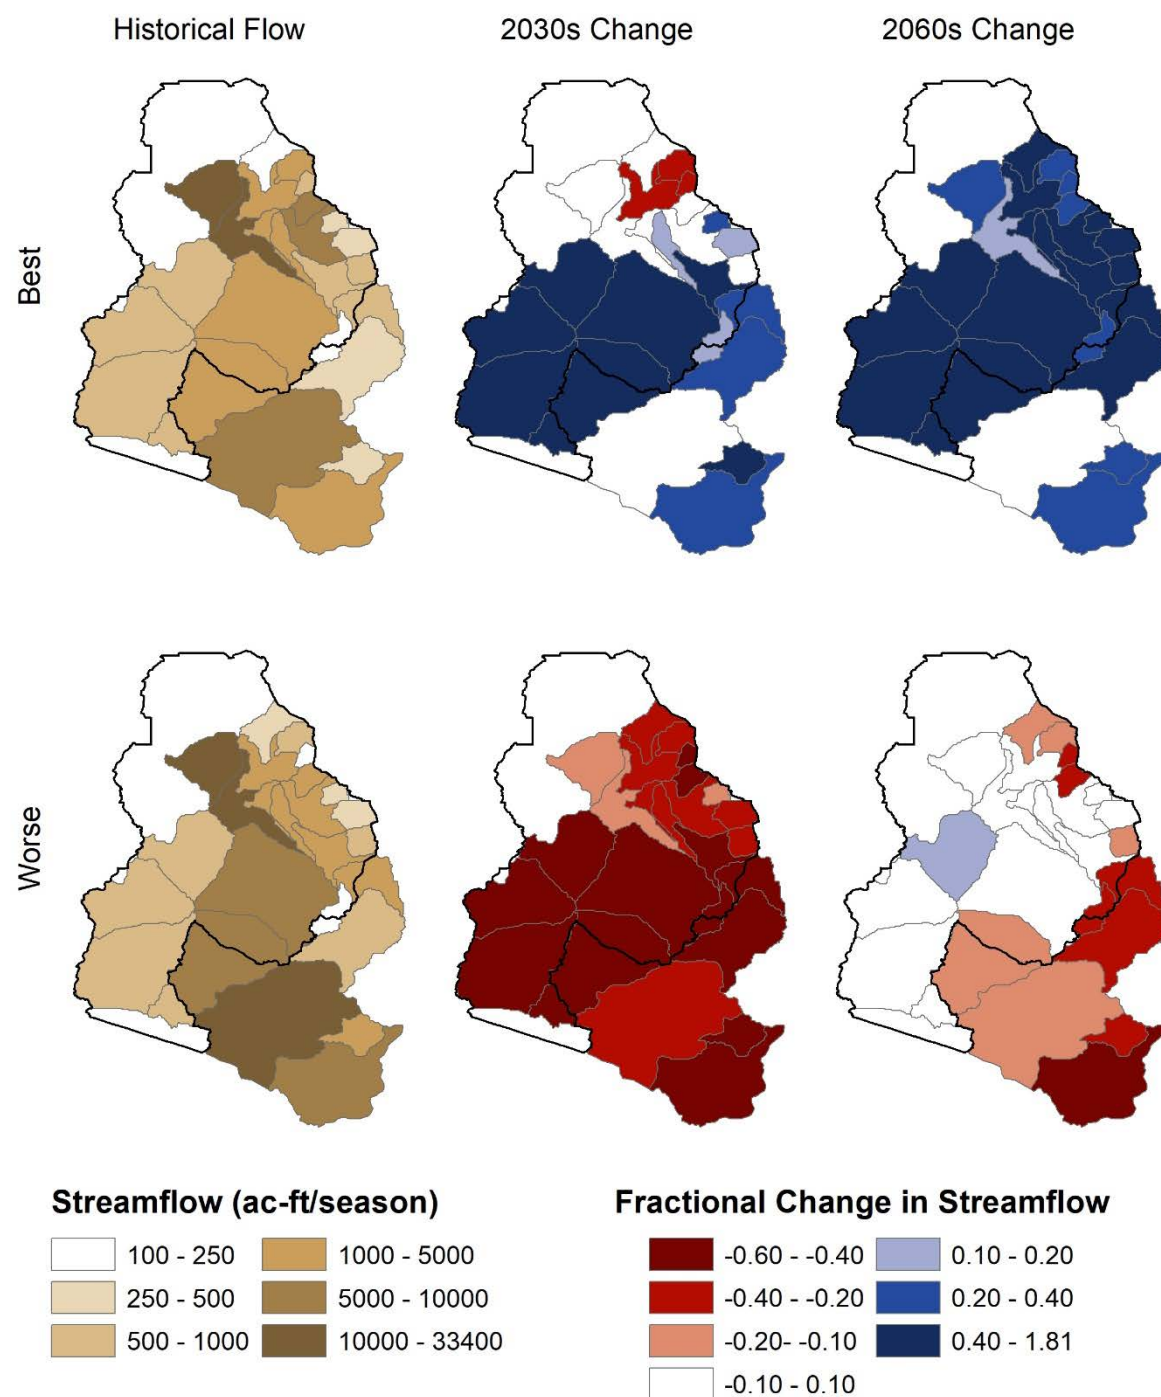 Historical Flow
2030s Change
2060s Change
Best
Worse
Streamflow (ac-ft/season)
100 - 250
1000 - 5000
250 - 500
5000 - 10000
500 - 1000
10000 - 33400
Fractional Change in Streamflow
-0.60 - -0.40
0.10 - 0.20
-0.40 - -0.20
0.20 - 0.40
-0.20- -0.10
0.40 - 1.81
-0.10 - 0.10